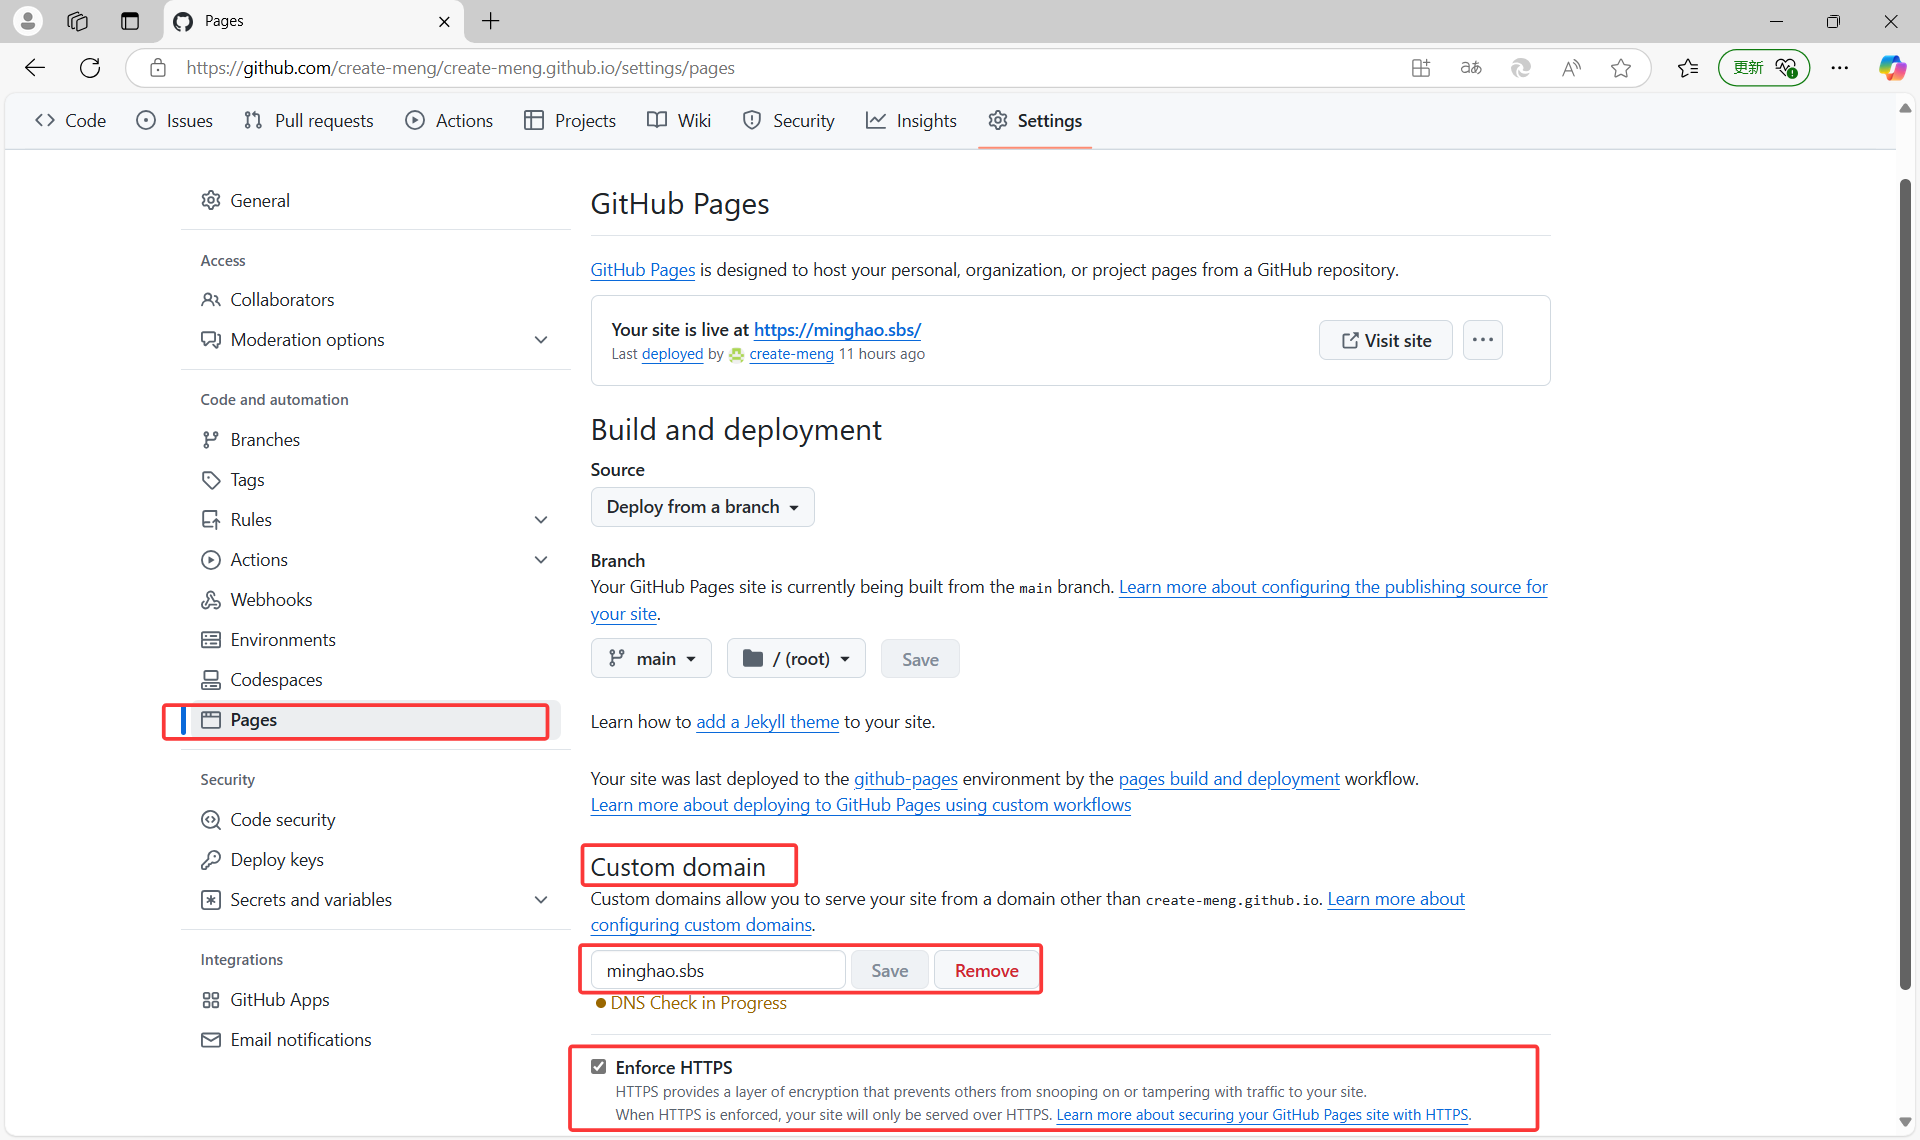 Pages
https://github.com/create-meng/create-meng.github.io/settings/pages
更新
Code
Issues
Pull requests
Actions
Projects
Wiki
Security
Insights
Settings
General
Access
Collaborators
Moderation options
Code and automation
Branches
Tags
Rules
Actions
Webhooks
Environments
Codespaces
Pages
Security
Code security
Deploy keys
Secrets and variables
Integrations
GitHub Apps
Email notifications
GitHub Pages
GitHub Pages is designed to host your personal, organization, or project pages from a GitHub repository.
Your site is live at https://minghao.sbs/
Last deployed by create-meng 11 hours ago
Visit site
Build and deployment
Source
Deploy from a branch
Branch
Your GitHub Pages site is currently being built from the main branch. Learn more about configuring the publishing source for
your site.
main
/ (root)
Save
Learn how to add a Jekyll theme to your site.
Your site was last deployed to the github-pages environment by the pages build and deployment workflow.
Learn more about deploying to GitHub Pages using custom workflows
Custom domain
Custom domains allow you to serve your site from a domain other than create-meng.github.io. Learn more about
configuring custom domains.
minghao.sbs
Save
Remove
DNS Check in Progress
Enforce HTTPS
HTTPS provides a layer of encryption that prevents others from snooping on or tampering with traffic to your site.
When HTTPS is enforced, your site will only be served over HTTPS. Learn more about securing your GitHub Pages site with HTTPS.